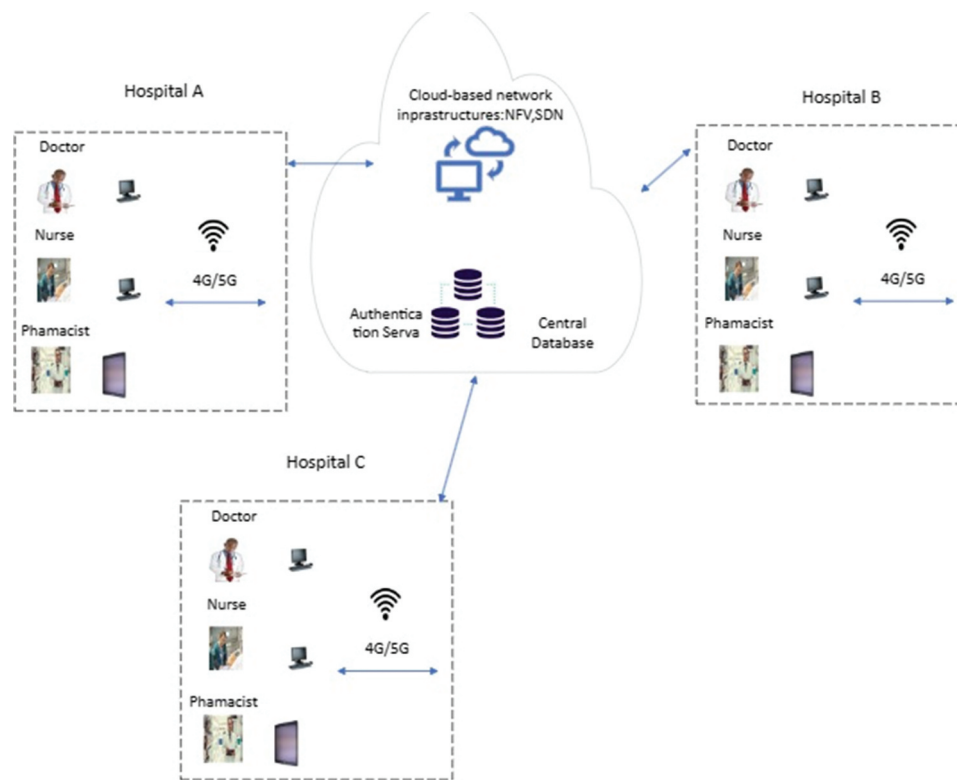 Hospital A
Doctor
Nurse
4G/5G
Phamacist
Cloud-based network
inprastructures:NFV,SDN
Authentica
tion Serva
Central
Database
Hospital B
Doctor
Nurse
4G/5G
Phamacist
Hospital C
Doctor
Nurse
4G/5G
Phamacist